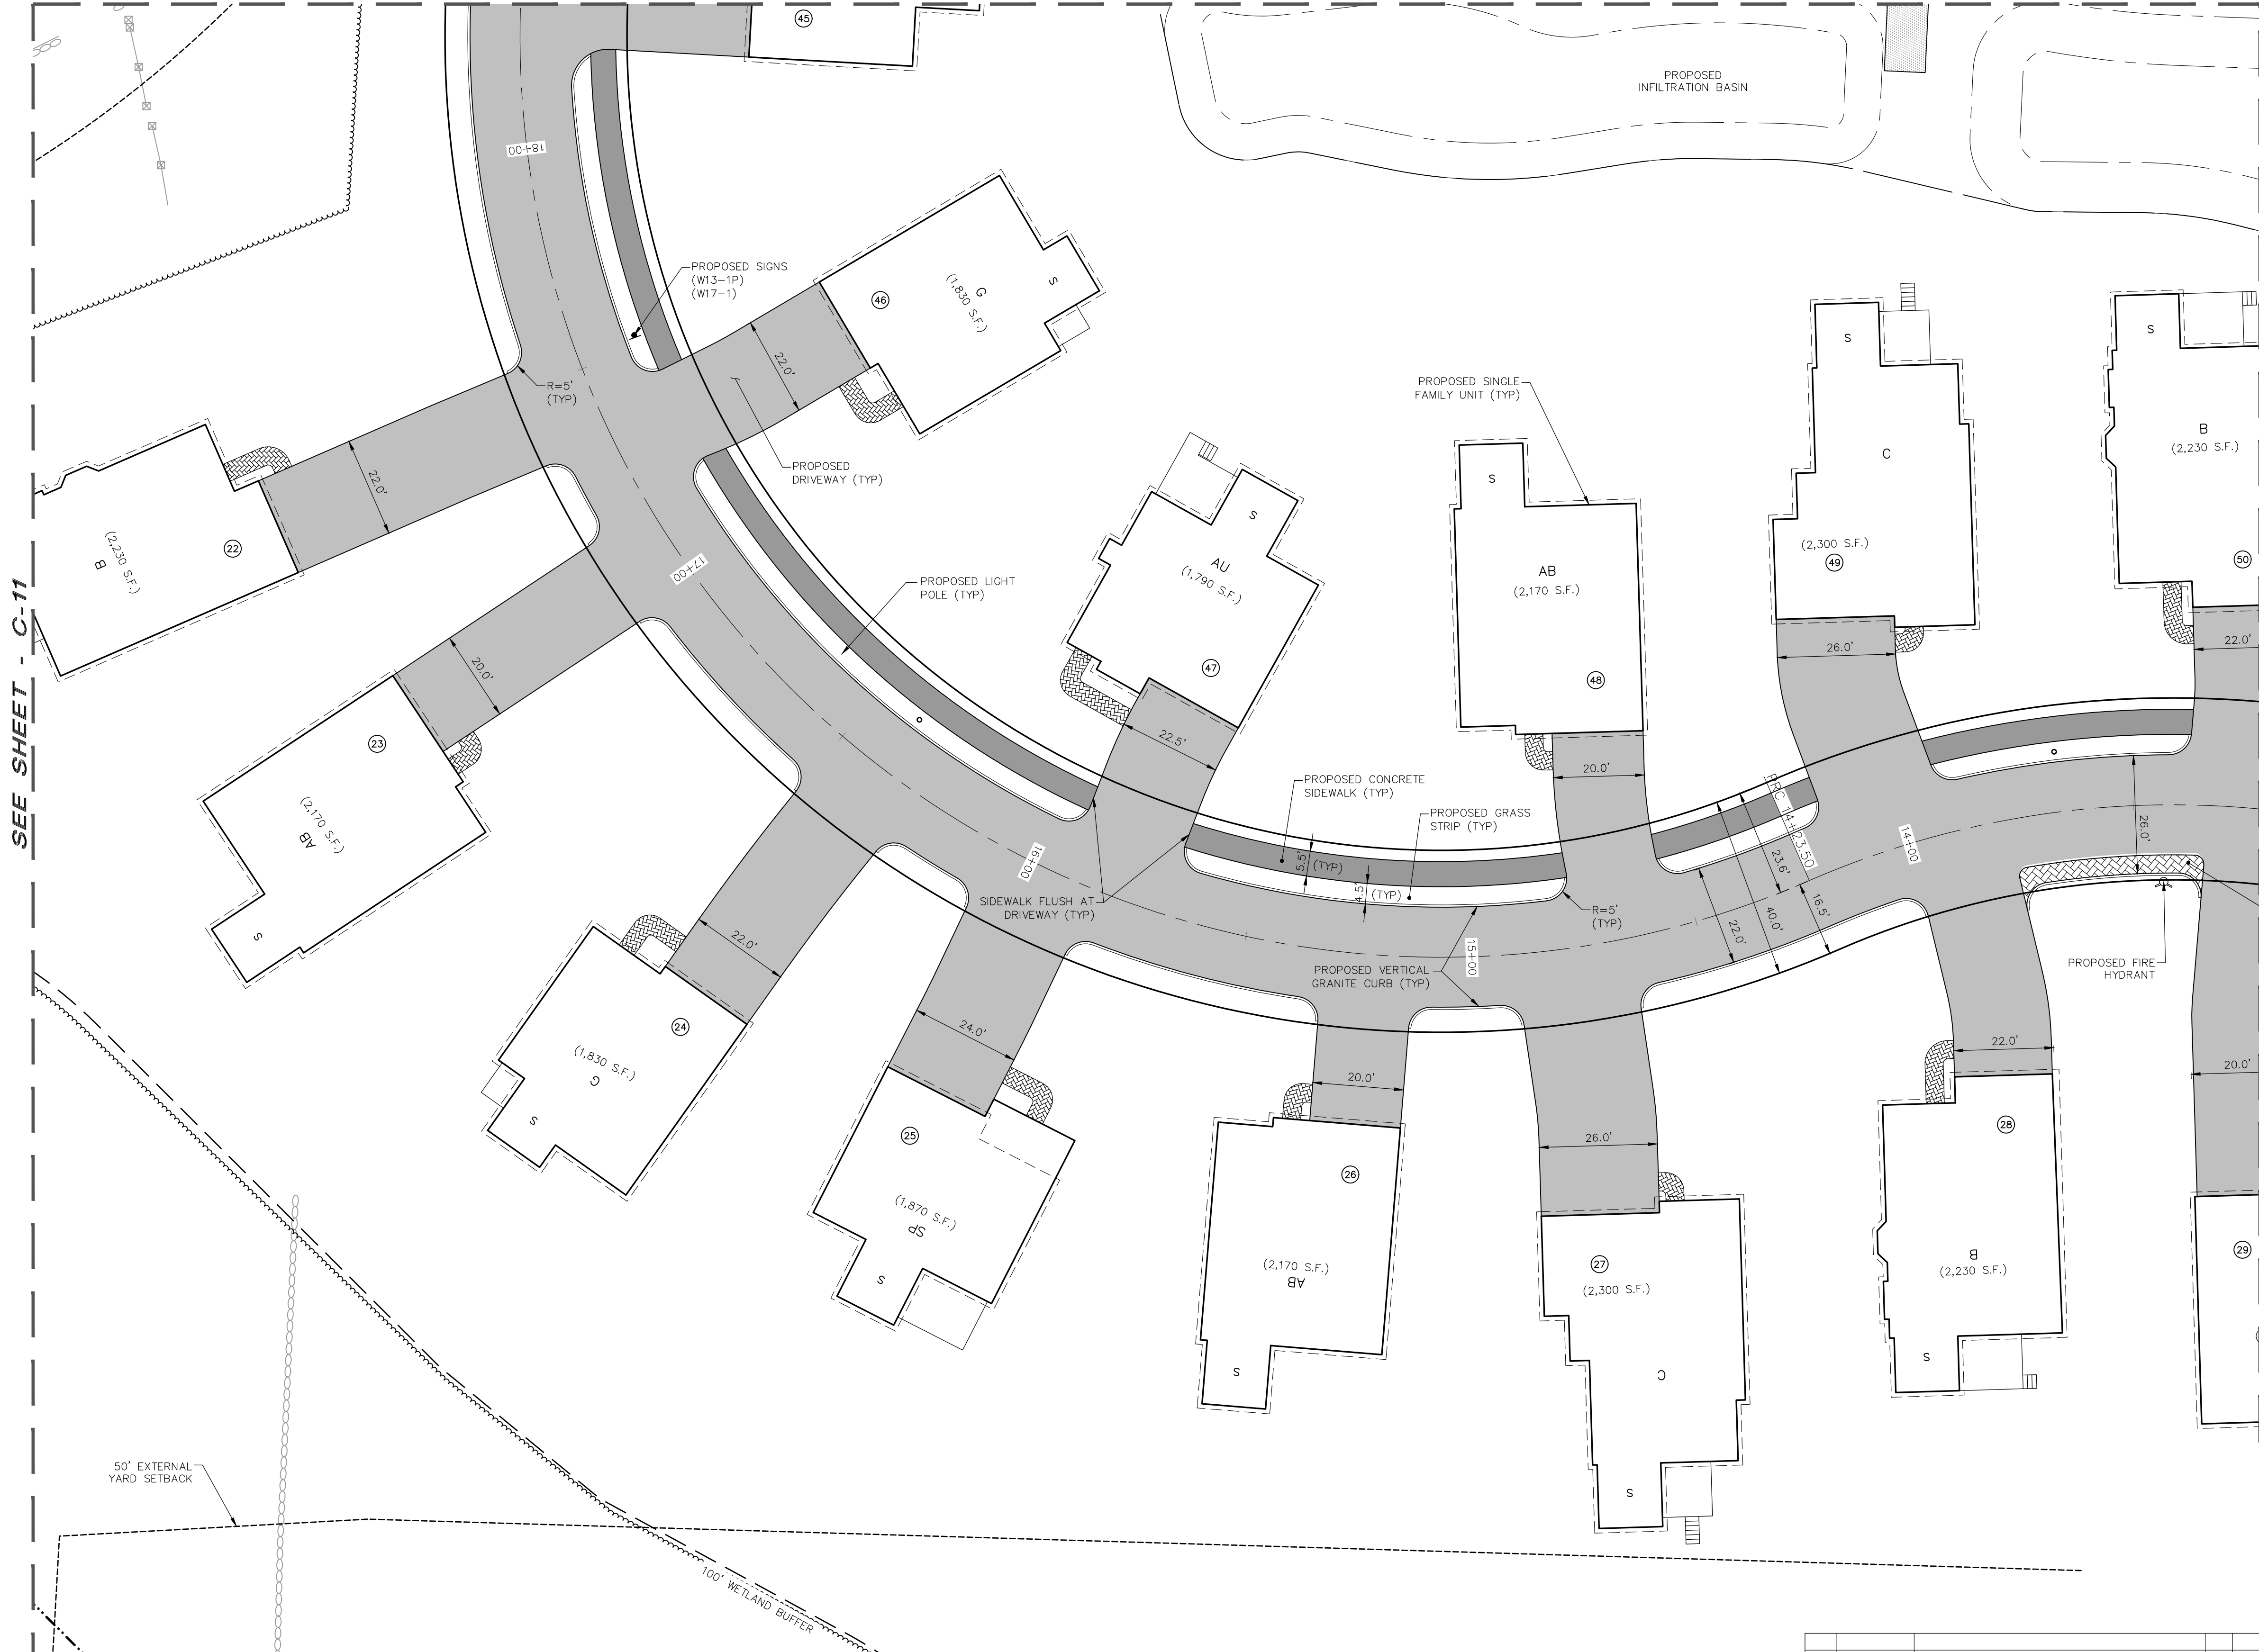 45
PROPOSED
INFILTRATION BASIN
18+00
PROPOSED SIGNS
(W13-1P)
(W17-1)
46
G
(1,830 S.F.)
S
22.0'
R=5'
(TYP)
PROPOSED
DRIVEWAY (TYP)
22.0'
22
B
(2,230 S.F.)
17+00
PROPOSED LIGHT
POLE (TYP)
S
AU
(1,790 S.F.)
47
22.5'
PROPOSED SINGLE
FAMILY UNIT (TYP)
S
AB
(2,170 S.F.)
48
20.0'
S
C
(2,300 S.F.)
49
26.0'
S
B
(2,230 S.F.)
50
22.0'
SEE SHEET - C-11
20.0'
23
AB
(2,170 S.F.)
S
PROPOSED CONCRETE
SIDEWALK (TYP)
PROPOSED GRASS
STRIP (TYP)
5.5'
(TYP)
4.5'
(TYP)
SIDEWALK FLUSH AT
DRIVEWAY (TYP)
16+00
R=5'
(TYP)
PRC 14+23.50
23.6'
16.5'
40.0'
22.0'
14+00
26.0'
15+00
PROPOSED VERTICAL
GRANITE CURB (TYP)
PROPOSED FIRE
HYDRANT
22.0'
24
(1,830 S.F.)
G
S
24.0'
25
(1,870 S.F.)
SP
S
20.0'
26
(2,170 S.F.)
AB
S
26.0'
27
(2,300 S.F.)
C
S
22.0'
28
B
(2,230 S.F.)
S
20.0'
29
50' EXTERNAL
YARD SETBACK
100' WETLAND BUFFER